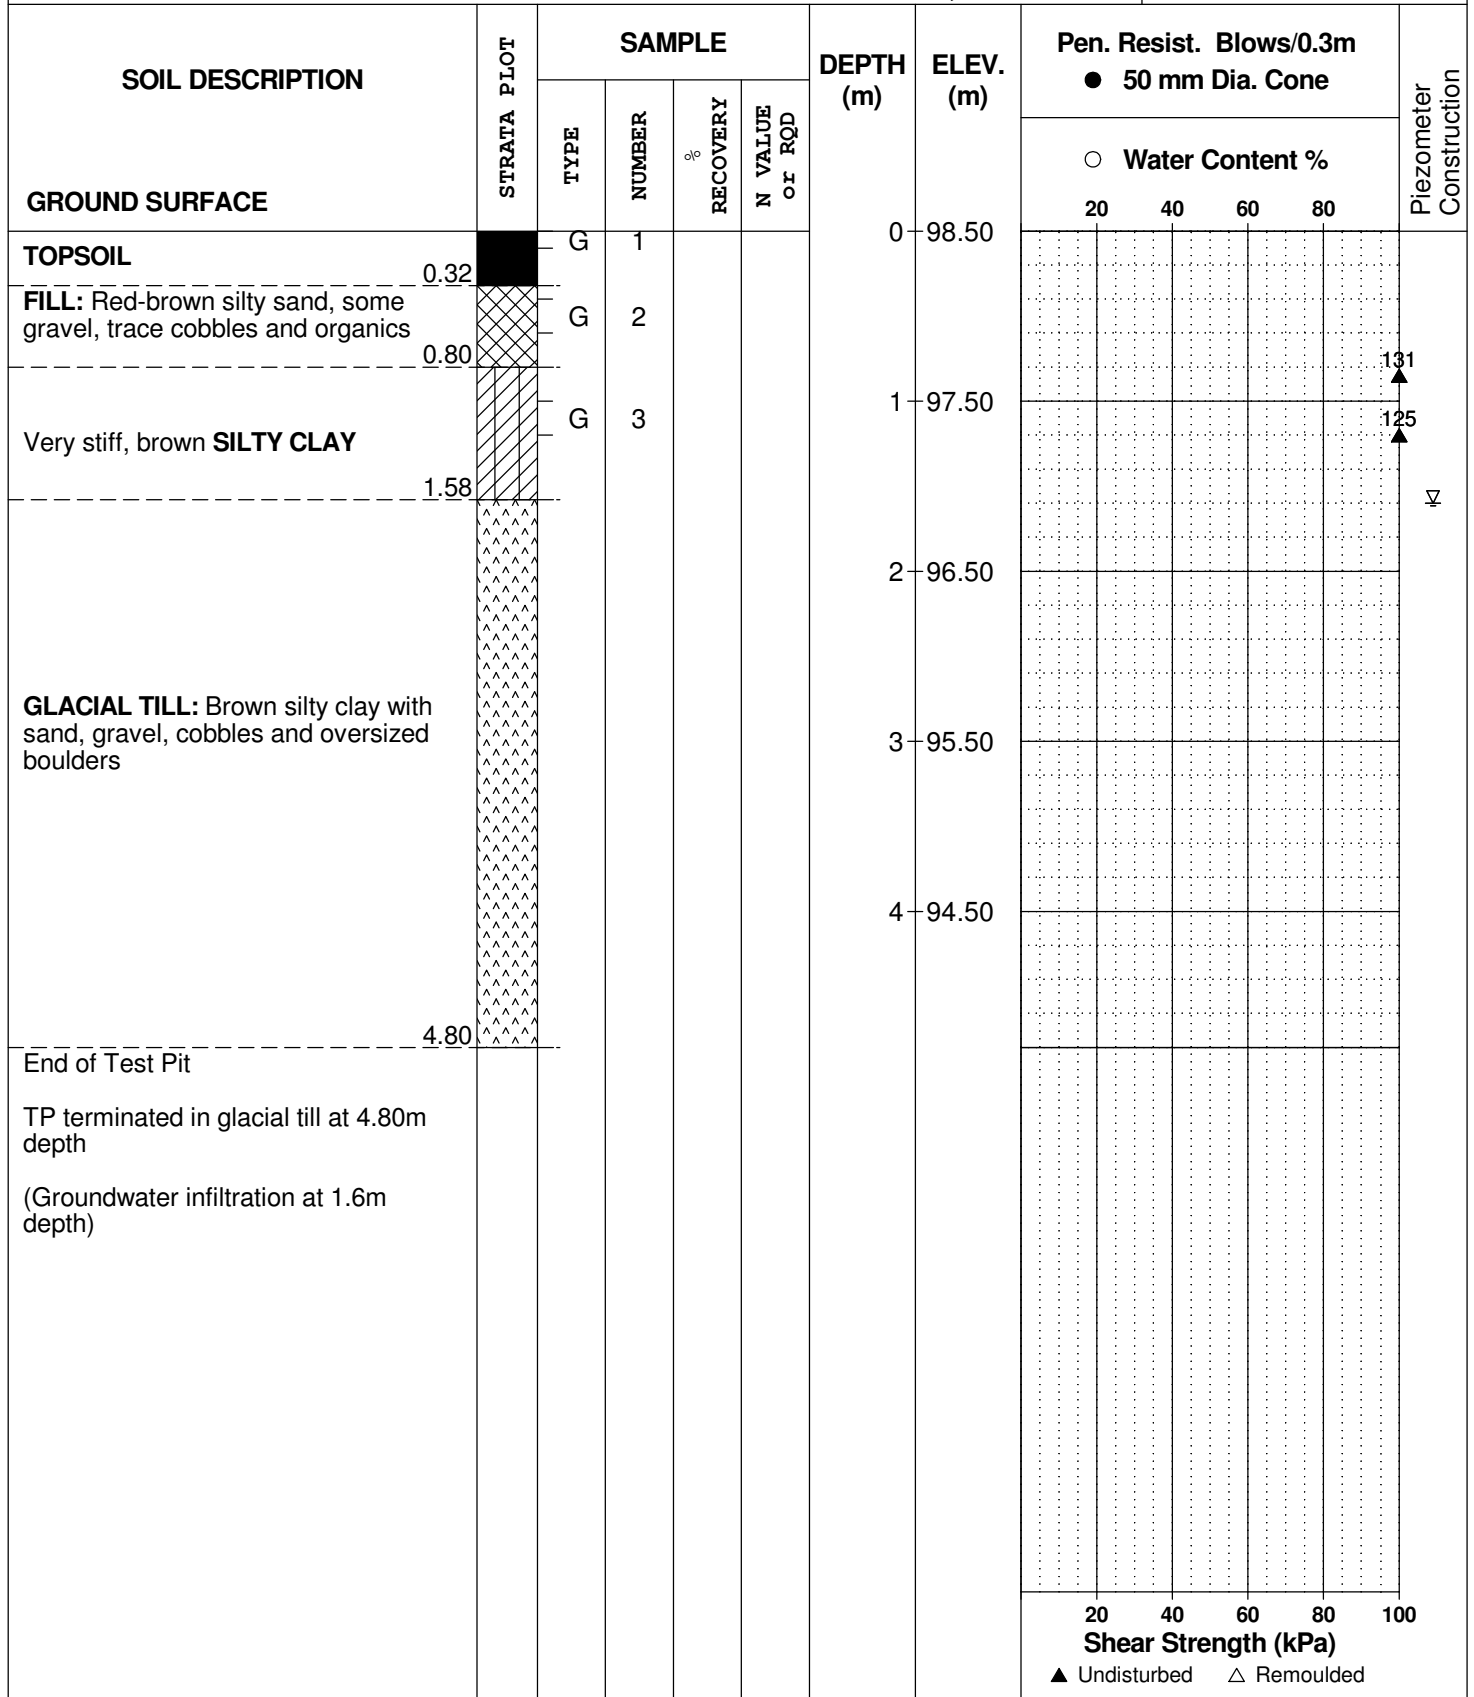 SOIL DESCRIPTION
GROUND SURFACE
STRATA PLOT
SAMPLE
TYPE
NUMBER
%
RECOVERY
N VALUE
or RQD
DEPTH
(m)
ELEV.
(m)
Pen. Resist. Blows/0.3m
● 50 mm Dia. Cone
○ Water Content %
20 40 60 80
Piezometer
Construction
TOPSOIL
0.32
G 1
0 98.50
FILL: Red-brown silty sand, some
gravel, trace cobbles and organics
0.80
G 2
131
1 97.50
G 3
125
Very stiff, brown SILTY CLAY
1.58
2 96.50
GLACIAL TILL: Brown silty clay with
sand, gravel, cobbles and oversized
boulders
3 95.50
4 94.50
4.80
End of Test Pit
TP terminated in glacial till at 4.80m
depth
(Groundwater infiltration at 1.6m
depth)
20 40 60 80 100
Shear Strength (kPa)
▲ Undisturbed △ Remoulded